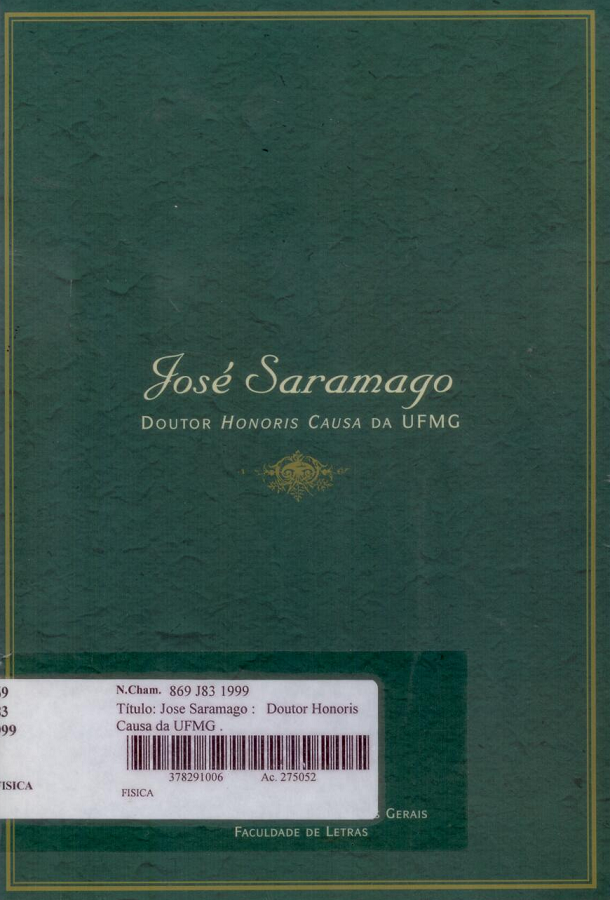 José Saramago
Doutor Honoris Causa da UFMG
N.Cham. 869 J83 1999
Título: Jose Saramago : Doutor Honoris
Causa da UFMG .
378291006 Ac. 275052
FISICA
Gerais
Faculdade de Letras